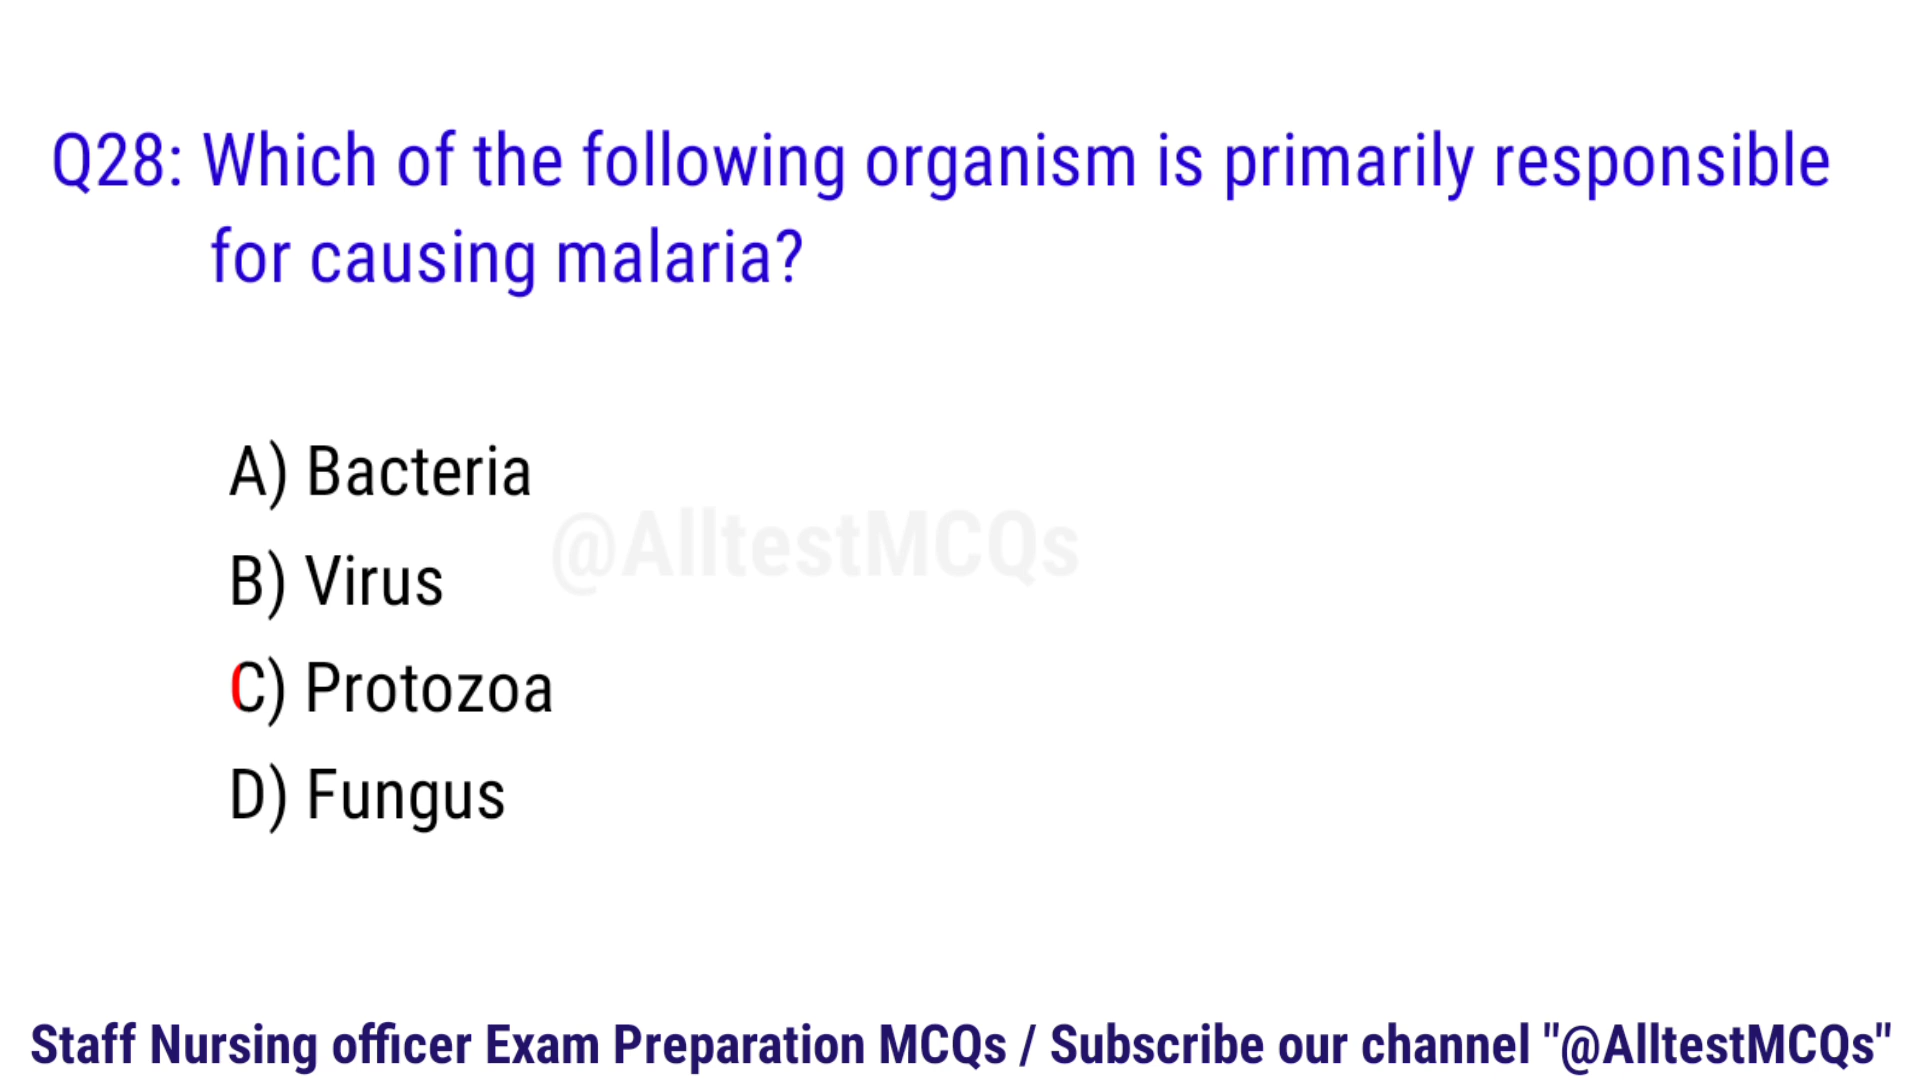 Q28: Which of the following organism is primarily responsible
for causing malaria?
A) Bacteria
@AlltestMCQs
B) Virus
C) Protozoa
D) Fungus
Staff Nursing officer Exam Preparation MCQs / Subscribe our channel "@AlltestMCQs"